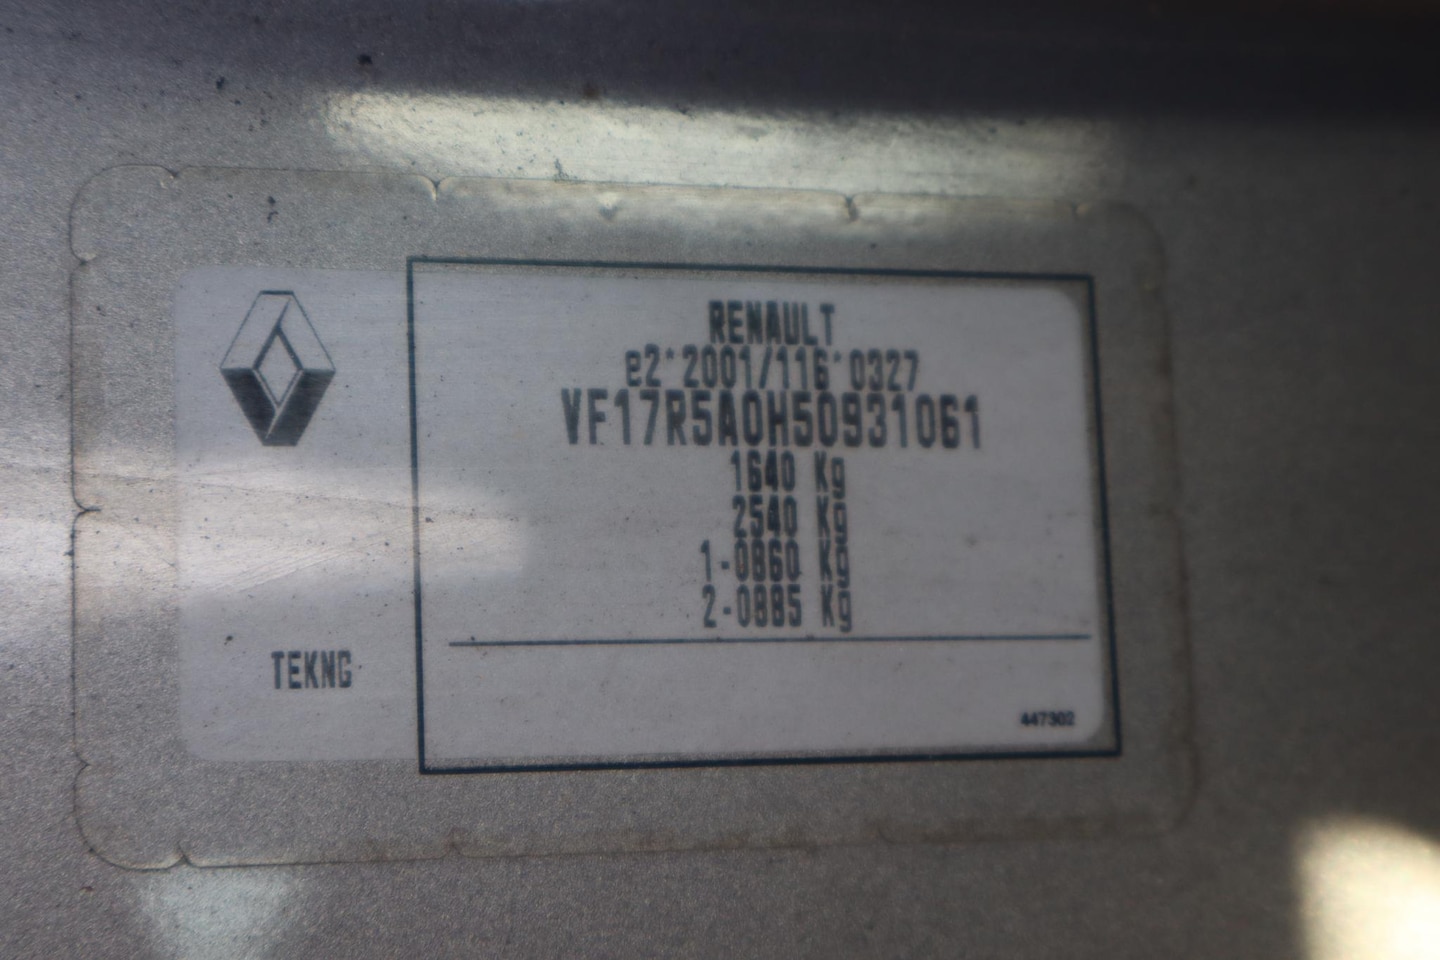 RENAULT
e2*2001/116*0327
VF17R5A0H50931061
1640 Kg
2540 Kg
1-0860 Kg
2-0885 Kg
TEKNG
447302